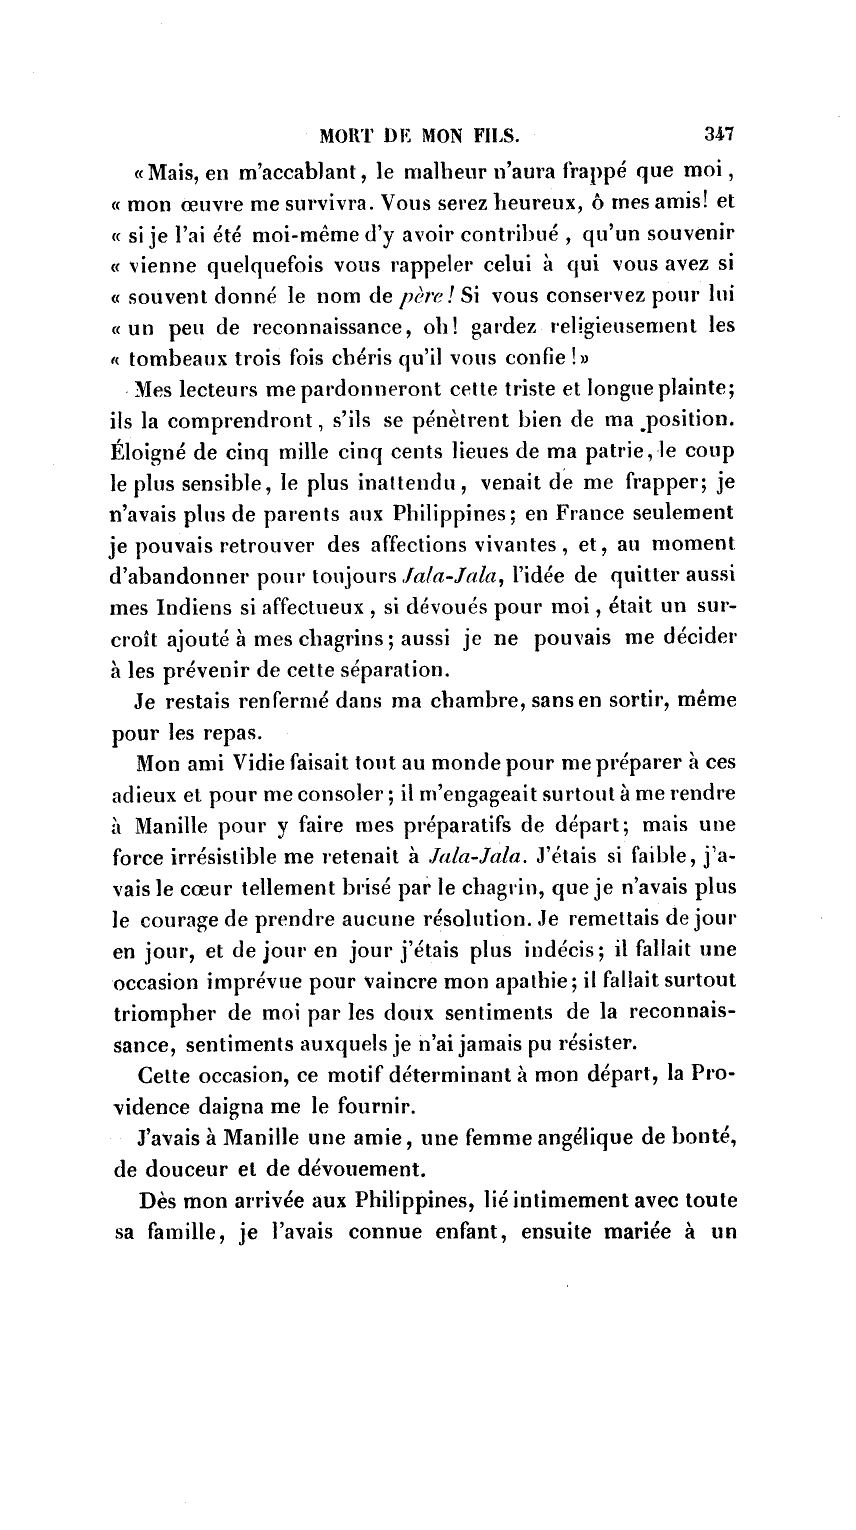 MORT DE MON FILS. 347
« Mais, en m'accablant, le malheur n'aura frappé que moi,
« mon œuvre me survivra. Vous serez heureux, ô mes amis! et
« si je l'ai été moi-même d'y avoir contribué, qu'un souvenir
« vienne quelquefois vous rappeler celui à qui vous avez si
« souvent donné le nom de père! Si vous conservez pour lui
« un peu de reconnaissance, oh! gardez religieusement les
« tombeaux trois fois chéris qu'il vous confie!»
Mes lecteurs me pardonneront cette triste et longue plainte;
ils la comprendront, s'ils se pénètrent bien de ma position.
Éloigné de cinq mille cinq cents lieues de ma patrie, le coup
le plus sensible, le plus inattendu, venait de me frapper; je
n'avais plus de parents aux Philippines; en France seulement
je pouvais retrouver des affections vivantes, et, au moment
d'abandonner pour toujours Jala-Jala, l'idée de quitter aussi
mes Indiens si affectueux, si dévoués pour moi, était un sur-
croît ajouté à mes chagrins; aussi je ne pouvais me décider
à les prévenir de cette séparation.
Je restais renfermé dans ma chambre, sans en sortir, même
pour les repas.
Mon ami Vidie faisait tout au monde pour me préparer à ces
adieux et pour me consoler; il m'engageait surtout à me rendre
à Manille pour y faire mes préparatifs de départ; mais une
force irrésistible me retenait à Jala-Jala. J'étais si faible, j'a-
vais le cœur tellement brisé par le chagrin, que je n'avais plus
le courage de prendre aucune résolution. Je remettais de jour
en jour, et de jour en jour j'étais plus indécis; il fallait une
occasion imprévue pour vaincre mon apathie; il fallait surtout
triompher de moi par les doux sentiments de la reconnais-
sance, sentiments auxquels je n'ai jamais pu résister.
Cette occasion, ce motif déterminant à mon départ, la Pro-
vidence daigna me le fournir.
J'avais à Manille une amie, une femme angélique de bonté,
de douceur et de dévouement.
Dès mon arrivée aux Philippines, lié intimement avec toute
sa famille, je l'avais connue enfant, ensuite mariée à un